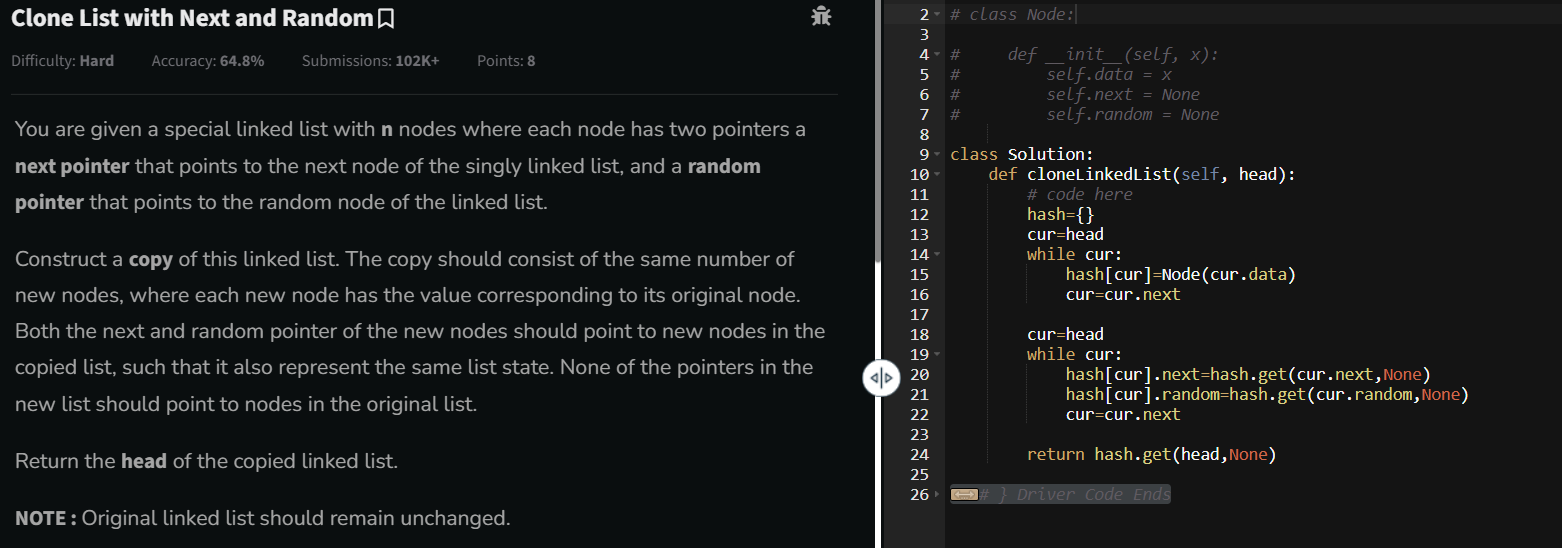 Clone List with Next and Random
Difficulty: Hard Accuracy: 64.8% Submissions: 102K+ Points: 8
You are given a special linked list with n nodes where each node has two pointers a
next pointer that points to the next node of the singly linked list, and a random
pointer that points to the random node of the linked list.
Construct a copy of this linked list. The copy should consist of the same number of
new nodes, where each new node has the value corresponding to its original node.
Both the next and random pointer of the new nodes should point to new nodes in the
copied list, such that it also represent the same list state. None of the pointers in the
new list should point to nodes in the original list.
Return the head of the copied linked list.
NOTE : Original linked list should remain unchanged.
2 # class Node:
3
4 #     def __init__(self, x):
5 #         self.data = x
6 #         self.next = None
7 #         self.random = None
8
9 class Solution:
10     def cloneLinkedList(self, head):
11         # code here
12         hash={}
13         cur=head
14         while cur:
15             hash[cur]=Node(cur.data)
16             cur=cur.next
17
18         cur=head
19         while cur:
20             hash[cur].next=hash.get(cur.next,None)
21             hash[cur].random=hash.get(cur.random,None)
22             cur=cur.next
23
24         return hash.get(head,None)
25
26 # } Driver Code Ends